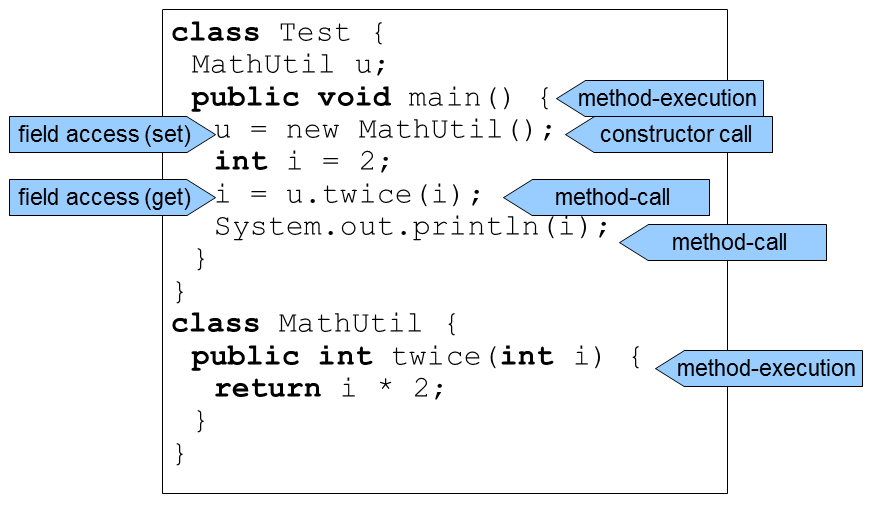 class Test {
MathUtil u;
public void main() {
method-execution
field access (set)
u = new MathUtil();
constructor call
int i = 2;
field access (get)
i = u.twice(i);
method-call
System.out.println(i);
method-call
}
}
class MathUtil {
public int twice(int i) {
method-execution
return i * 2;
}
}